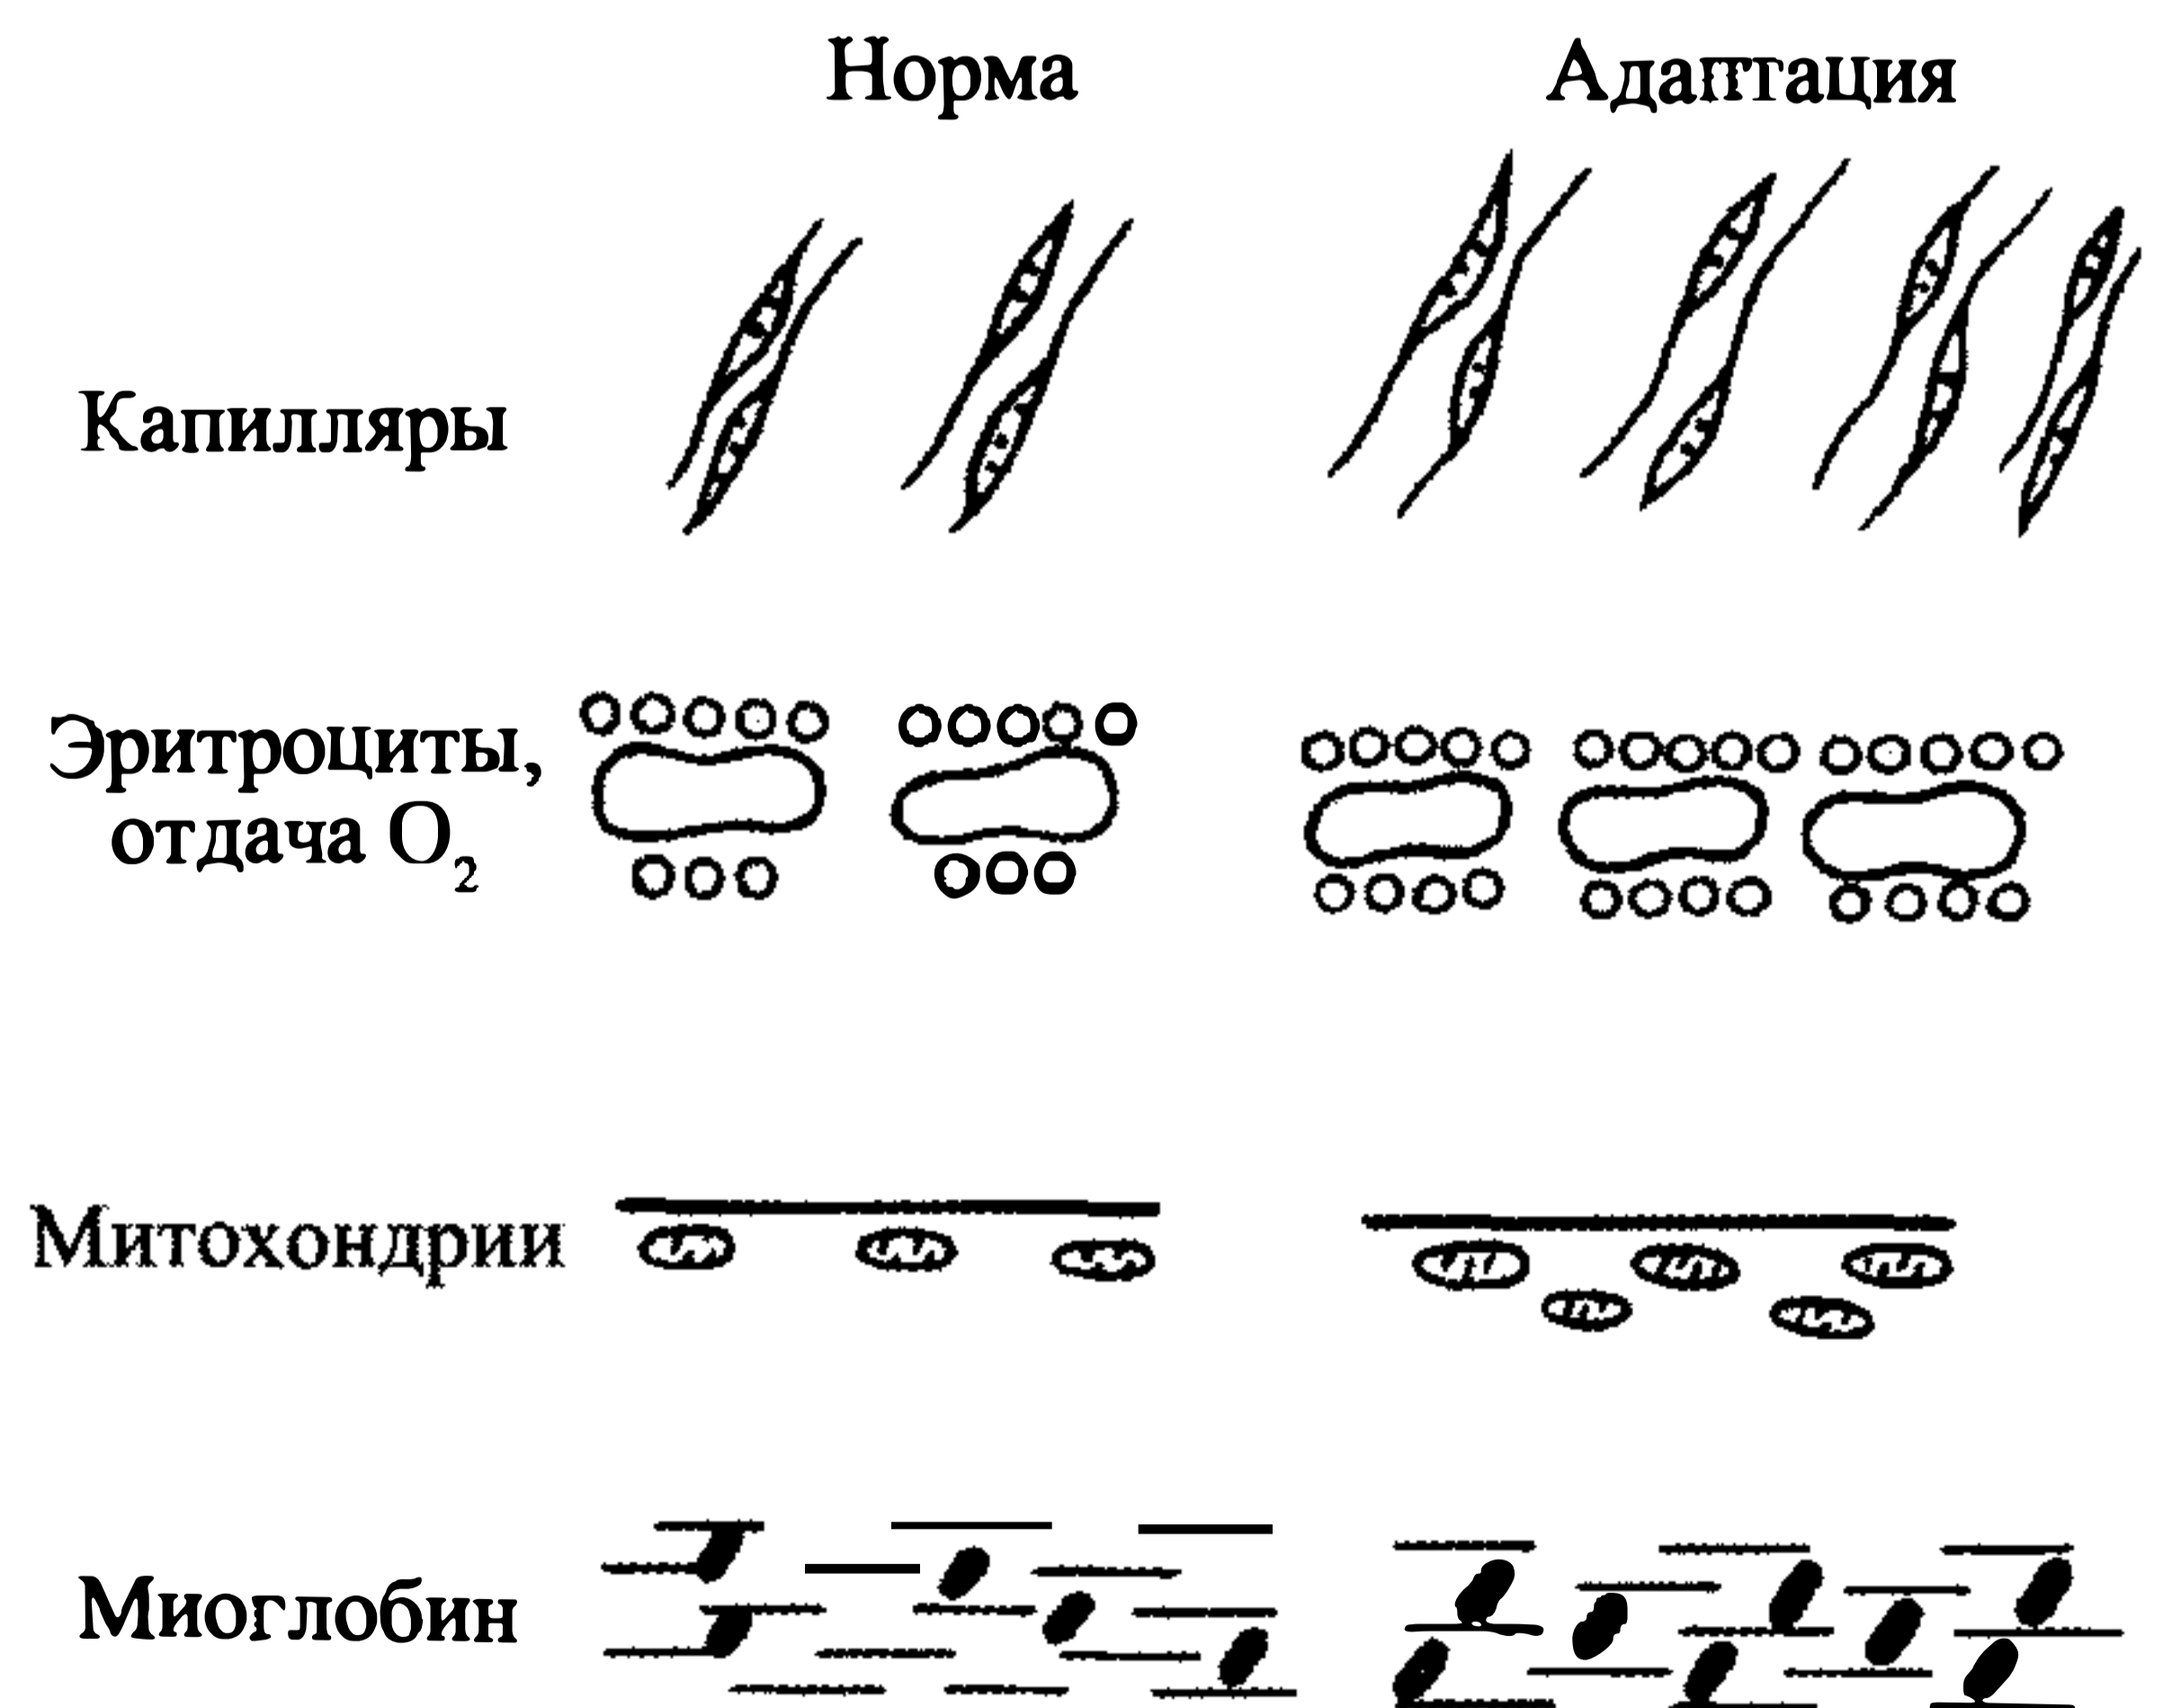 Норма Адаптация
Капилляры
Эритроциты,
отдача O₂
Митохондрии
Миоглобин